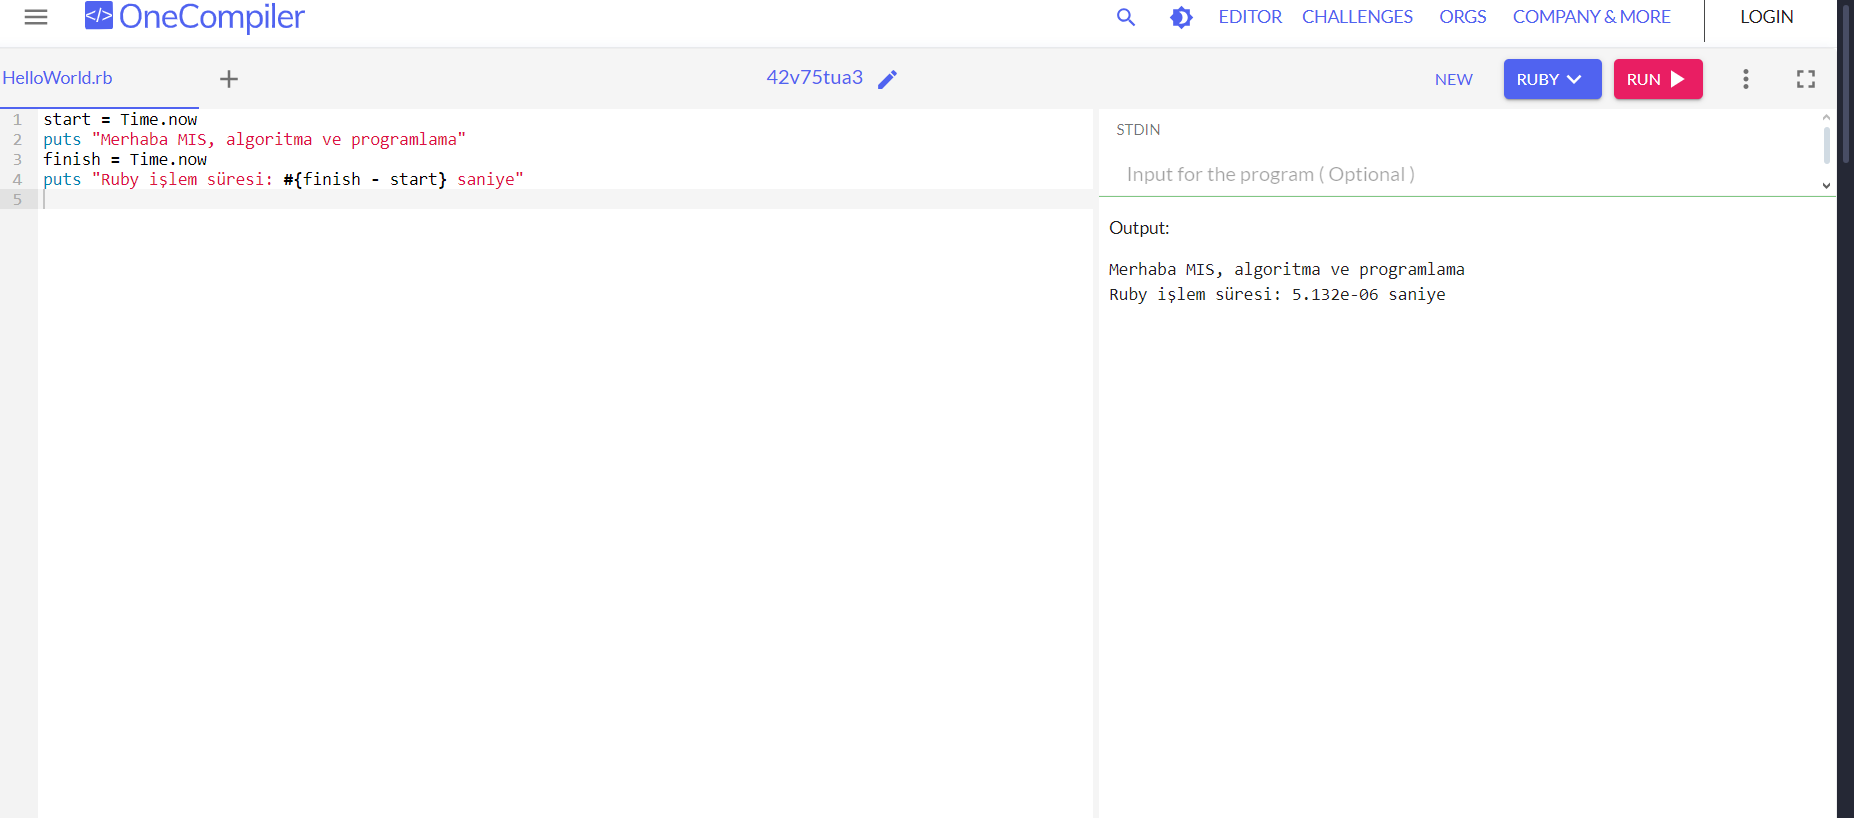 </> OneCompiler
EDITOR CHALLENGES ORGS COMPANY & MORE LOGIN
HelloWorld.rb + 42v75tua3 NEW RUBY RUN
1 start = Time.now
2 puts "Merhaba MIS, algoritma ve programlama"
3 finish = Time.now
4 puts "Ruby işlem süresi: #{finish - start} saniye"
5
STDIN
Input for the program ( Optional )
Output:
Merhaba MIS, algoritma ve programlama
Ruby işlem süresi: 5.132e-06 saniye